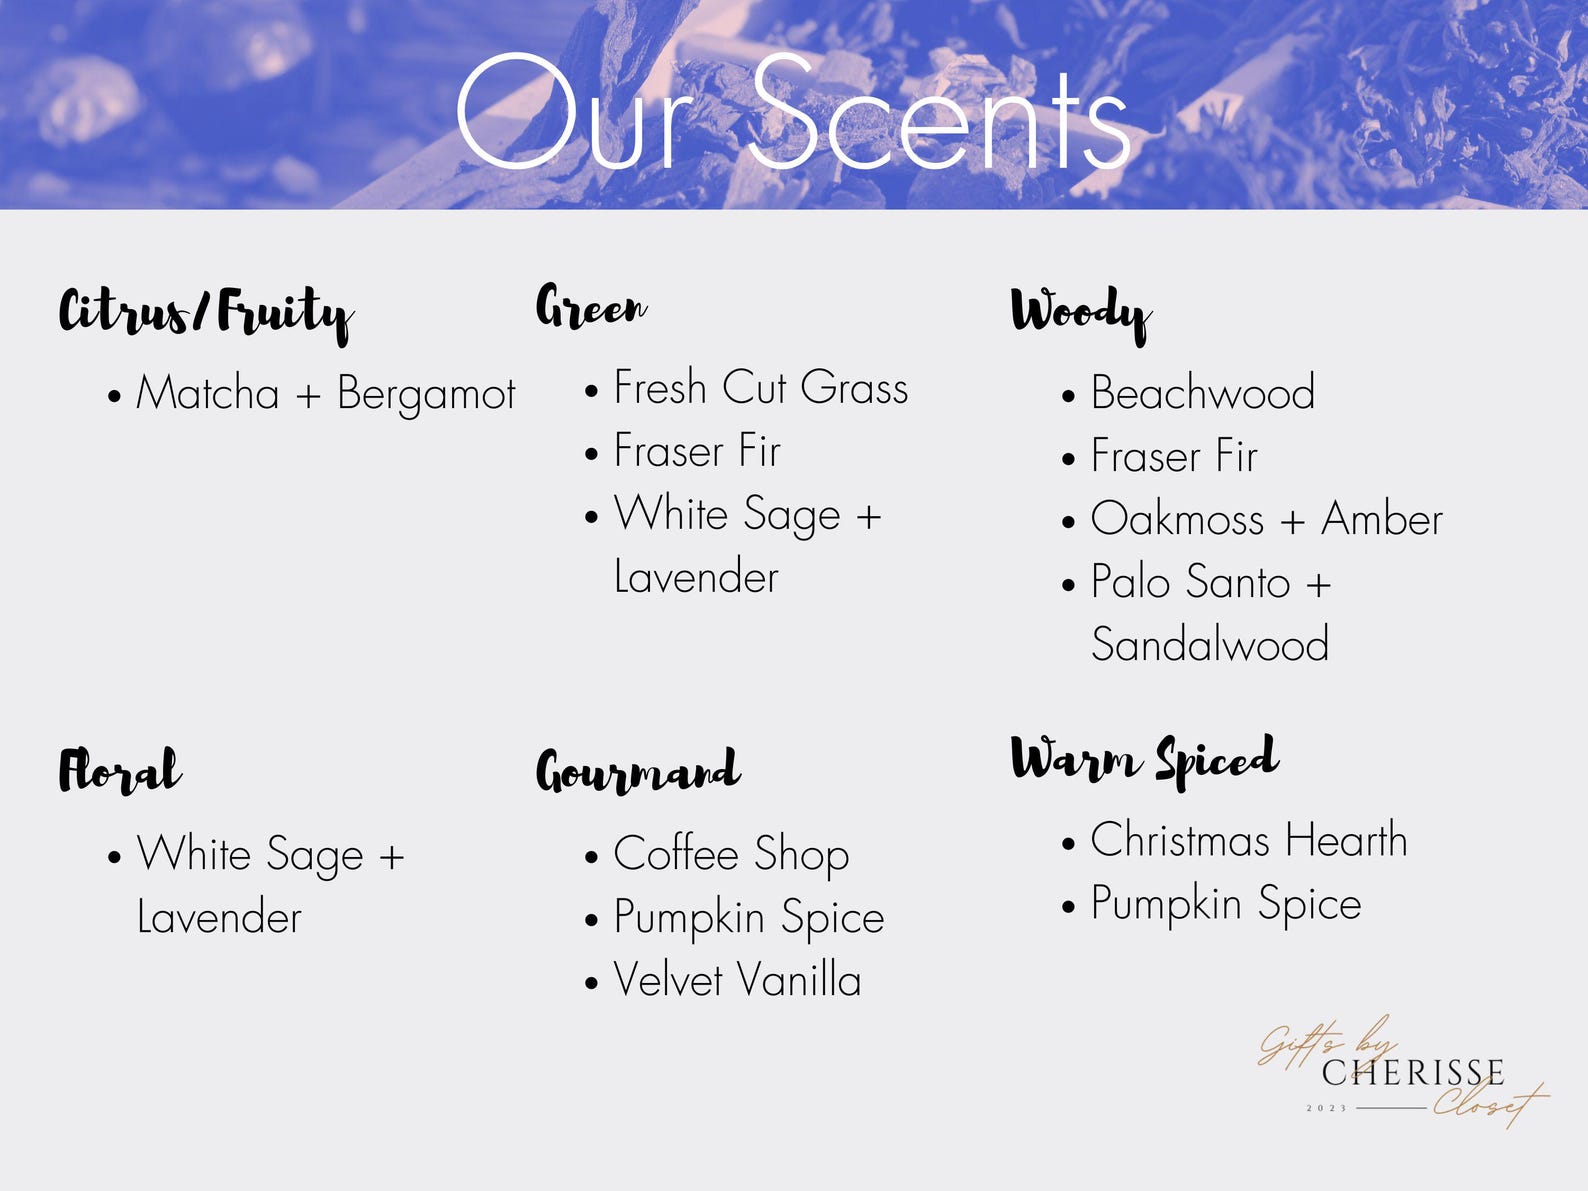 Our Scents
Citrus/Fruity
• Matcha + Bergamot
Green
• Fresh Cut Grass
• Fraser Fir
• White Sage +
Lavender
Woody
• Beachwood
• Fraser Fir
• Oakmoss + Amber
• Palo Santo +
Sandalwood
Floral
• White Sage +
Lavender
Gourmand
• Coffee Shop
• Pumpkin Spice
• Velvet Vanilla
Warm Spiced
• Christmas Hearth
• Pumpkin Spice
Gifts by
CHERISSE
2023 Closet